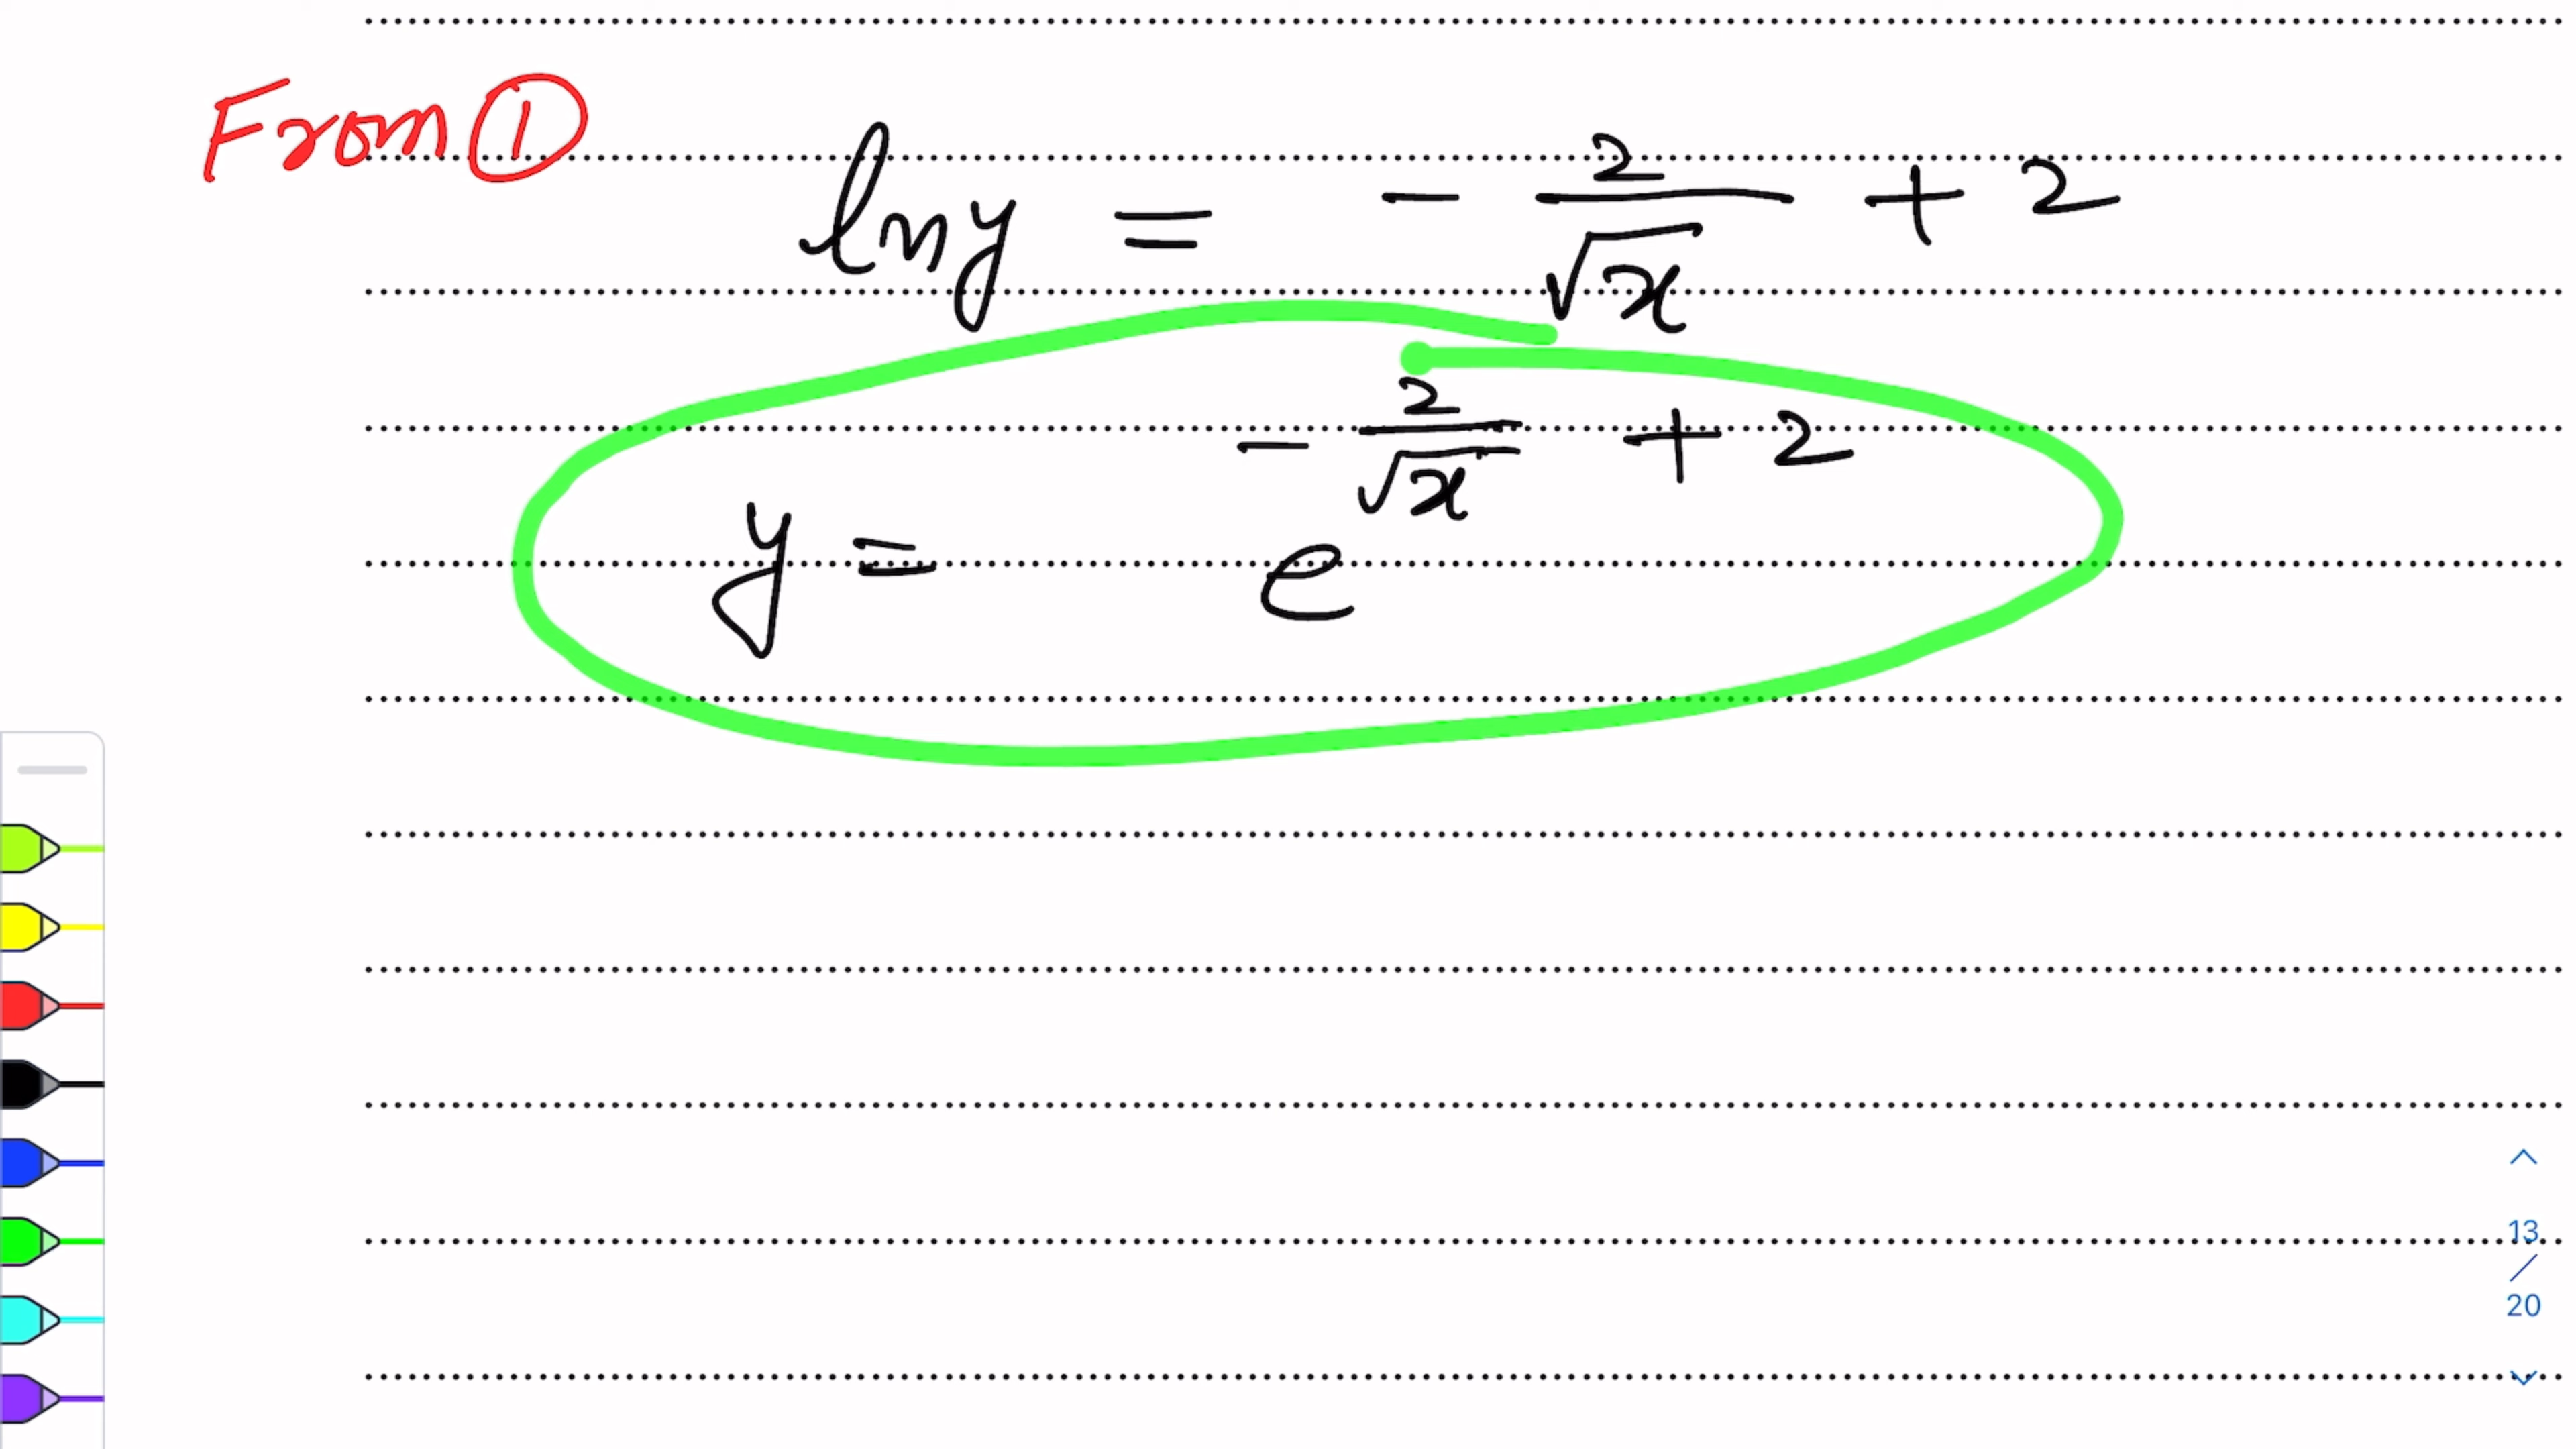 From ①
ln y = - 2/√x + 2
y = e^(- 2/√x + 2)
13
/
20